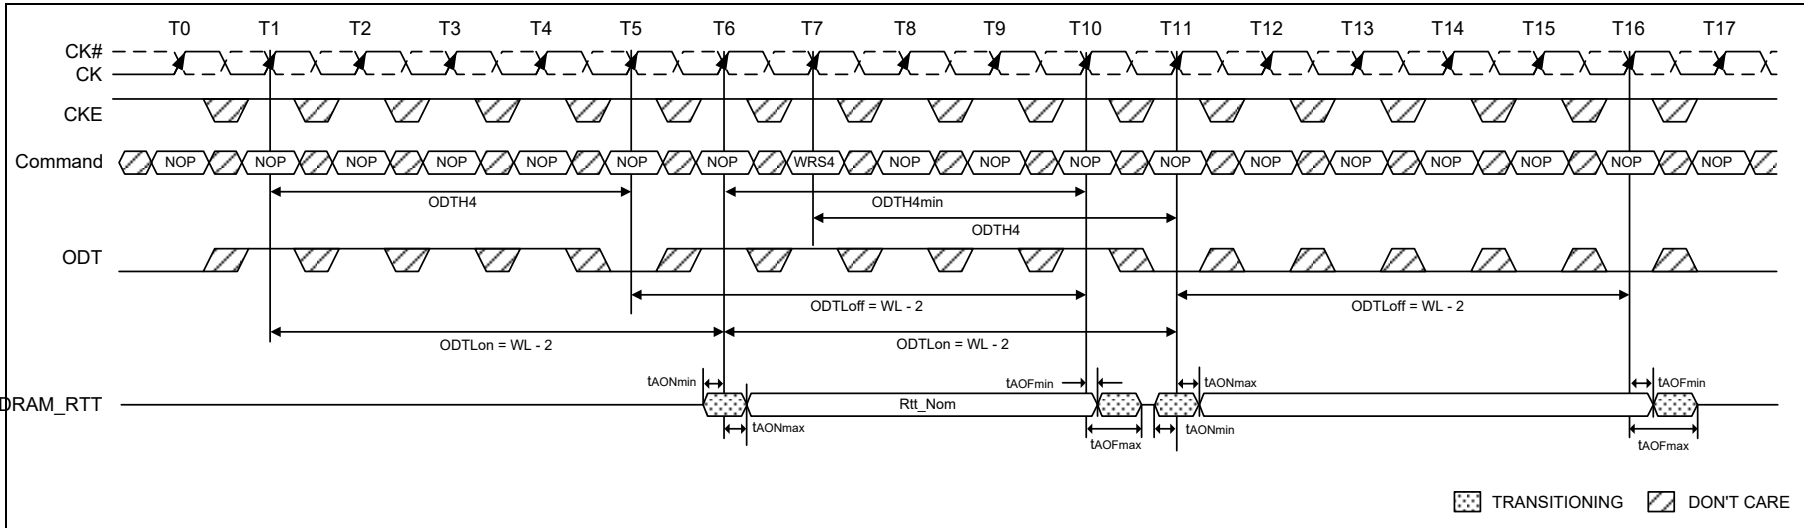 T0 T1 T2 T3 T4 T5 T6 T7 T8 T9 T10 T11 T12 T13 T14 T15 T16 T17
CK#
CK
CKE
Command NOP NOP NOP NOP NOP NOP NOP WRS4 NOP NOP NOP NOP NOP NOP NOP NOP NOP NOP
ODTH4 ODTH4min
ODTH4
ODT
ODTLoff = WL - 2 ODTLoff = WL - 2
ODTLon = WL - 2 ODTLon = WL - 2
tAONmin tAOFmin tAONmax tAOFmin
DRAM_RTT Rtt_Nom
tAONmax tAOFmax tAONmin tAOFmax
TRANSITIONING DON'T CARE